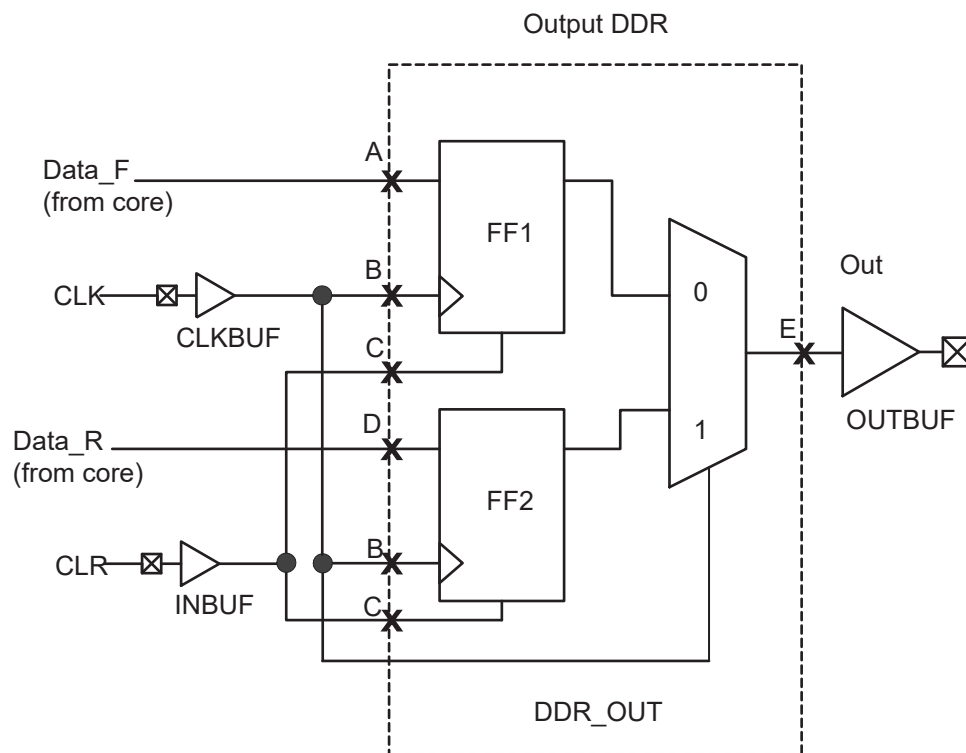 Output DDR
A
Data_F
(from core)
FF1
B
CLK
CLKBUF
0
Out
E
C
OUTBUF
D
Data_R
(from core)
1
FF2
B
CLR
INBUF
C
DDR_OUT